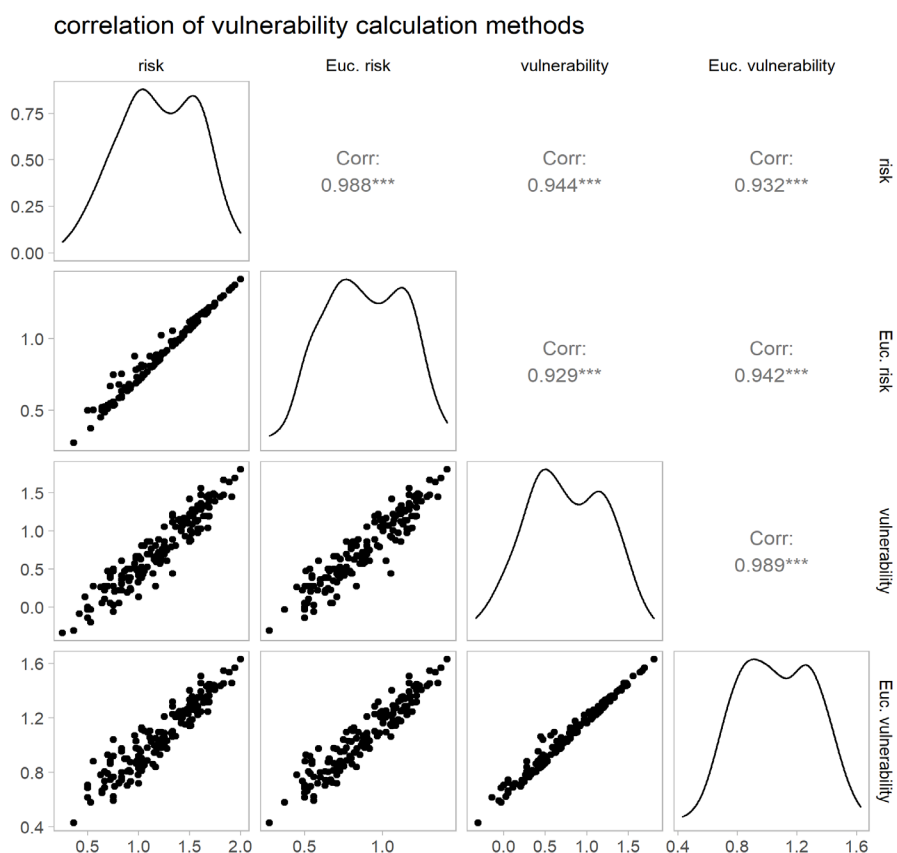 correlation of vulnerability calculation methods
risk Euc. risk vulnerability Euc. vulnerability
0.75
0.50
0.25
0.00
Corr:
0.988***
Corr:
0.944***
Corr:
0.932***
risk
1.0
0.5
Corr:
0.929***
Corr:
0.942***
Euc. risk
1.5
1.0
0.5
0.0
Corr:
0.989***
vulnerability
1.6
1.2
0.8
0.4
Euc. vulnerability
0.5 1.0 1.5 2.0 0.5 1.0 0.0 0.5 1.0 1.5 0.4 0.8 1.2 1.6